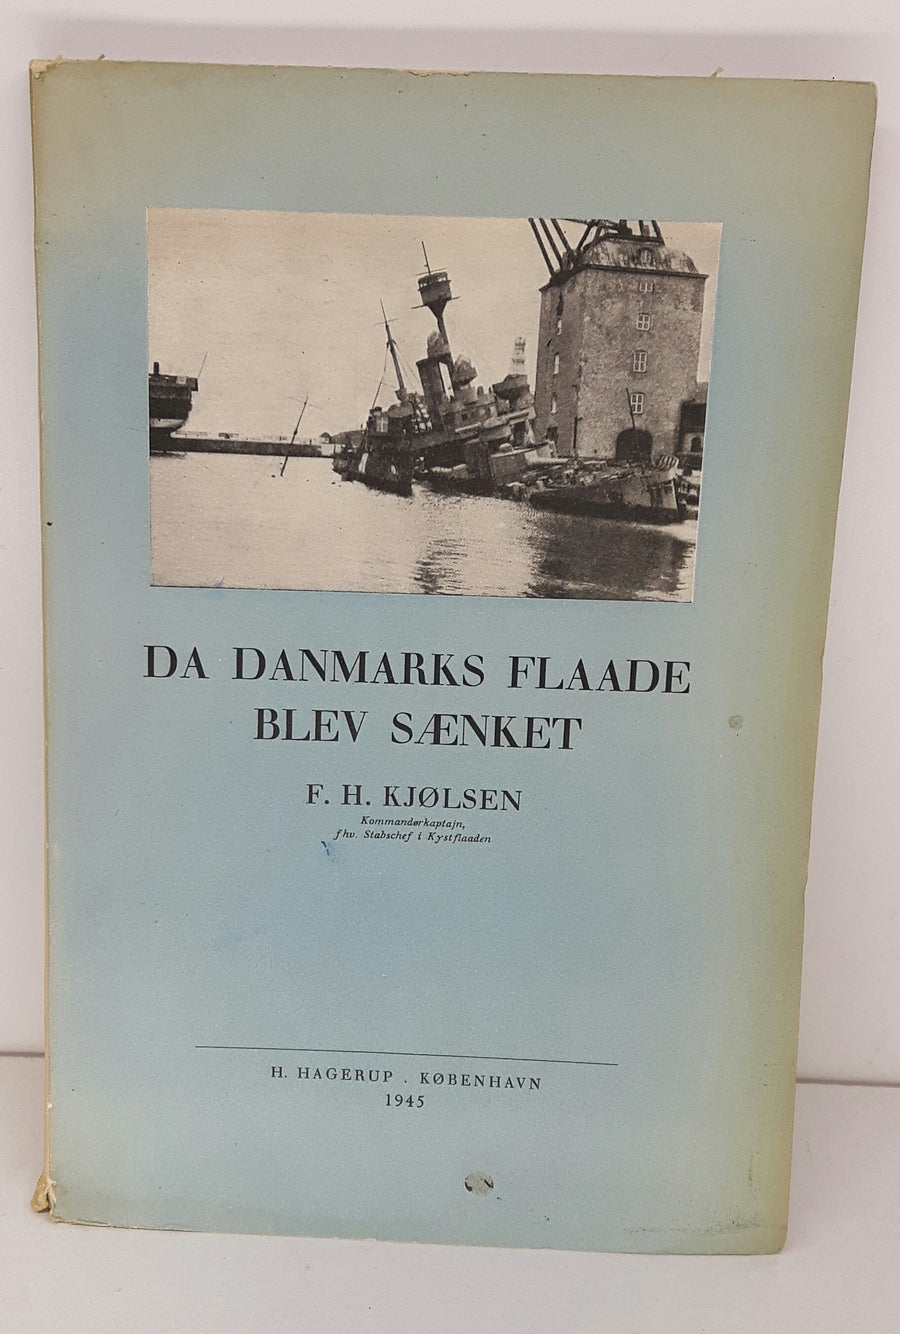 DA DANMARKS FLAADE
BLEV SÆNKET
F. H. KJØLSEN
Kommandørkaptajn,
fhv. Stabschef i Kystflaaden
H. HAGERUP . KØBENHAVN
1945